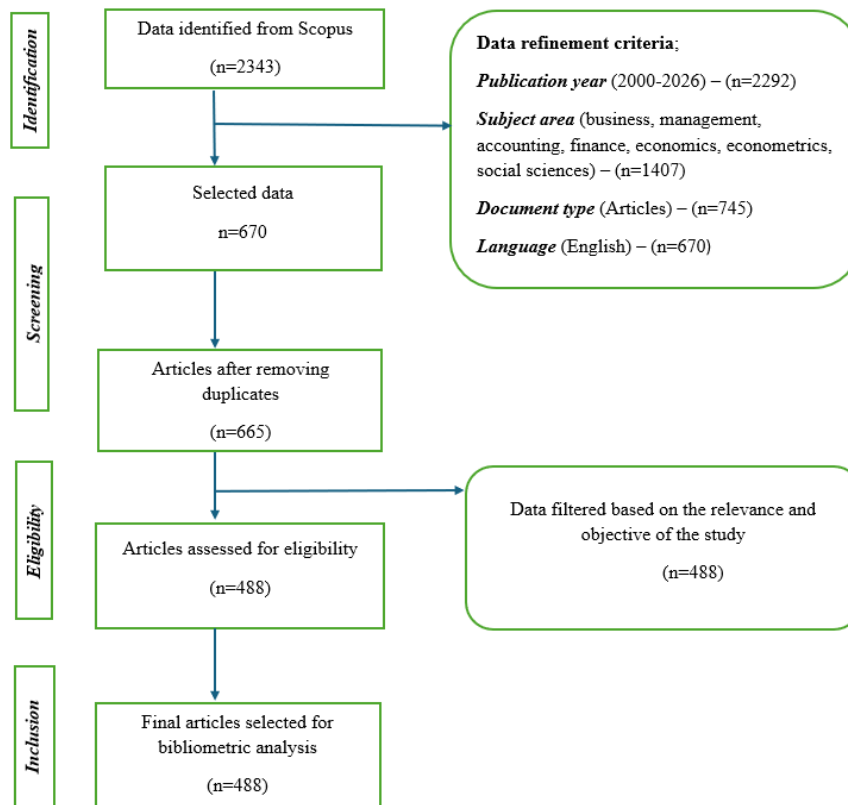 Identification
Data identified from Scopus
(n=2343)
Data refinement criteria;
Publication year (2000-2026) – (n=2292)
Subject area (business, management,
accounting, finance, economics, econometrics,
social sciences) – (n=1407)
Document type (Articles) – (n=745)
Language (English) – (n=670)
Screening
Selected data
n=670
Articles after removing
duplicates
(n=665)
Eligibility
Data filtered based on the relevance and
objective of the study
(n=488)
Articles assessed for eligibility
(n=488)
Inclusion
Final articles selected for
bibliometric analysis
(n=488)